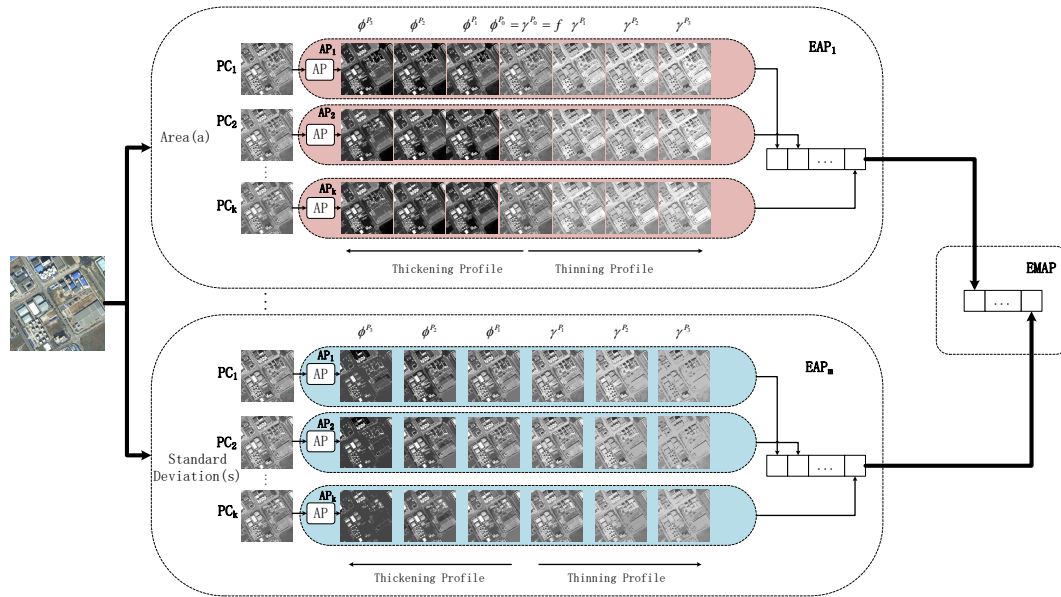 ϕ^{P_3} ϕ^{P_2} ϕ^{P_1} ϕ^{P_0} = γ^{P_0} = f γ^{P_1} γ^{P_2} γ^{P_3}
EAP₁
PC₁ AP₁
AP
PC₂ AP₂
AP
Area(a)
...
⋮
PCₖ APₖ
AP
Thickening Profile Thinning Profile
EMAP
...
⋮
ϕ^{P_3} ϕ^{P_2} ϕ^{P_1} γ^{P_1} γ^{P_2} γ^{P_3}
EAPₘ
PC₁ AP₁
AP
PC₂ AP₂
AP
Standard
Deviation(s)
...
⋮
PCₖ APₖ
AP
Thickening Profile Thinning Profile